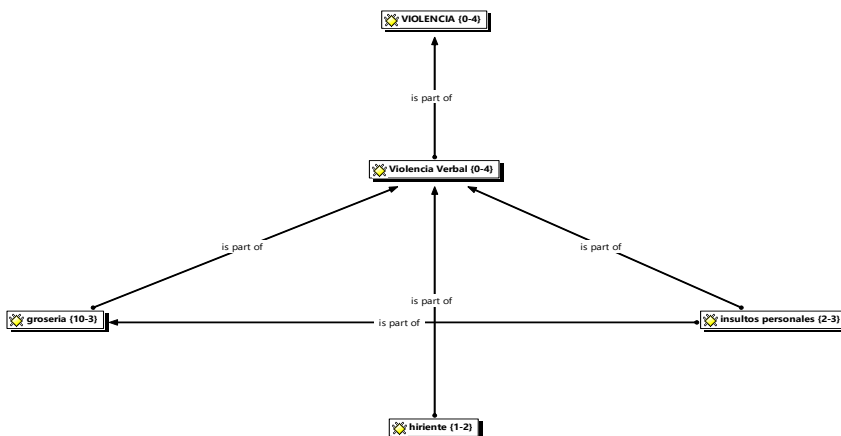 VIOLENCIA {0-4}
is part of
Violencia Verbal {0-4}
is part of
is part of
is part of
groseria {10-3}
is part of
insultos personales {2-3}
hiriente {1-2}